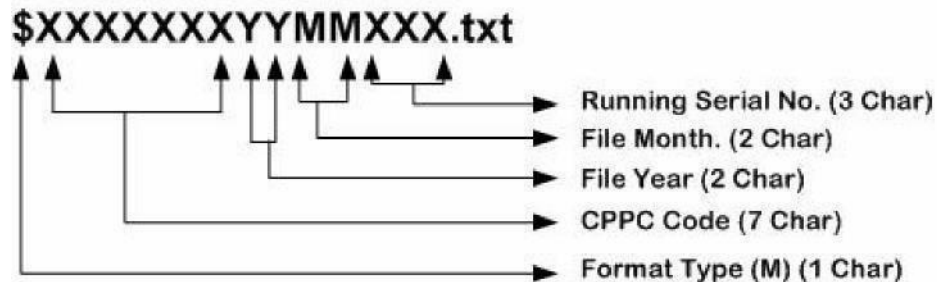 $XXXXXXXYYMMXXX.txt
Running Serial No. (3 Char)
File Month. (2 Char)
File Year (2 Char)
CPPC Code (7 Char)
Format Type (M) (1 Char)